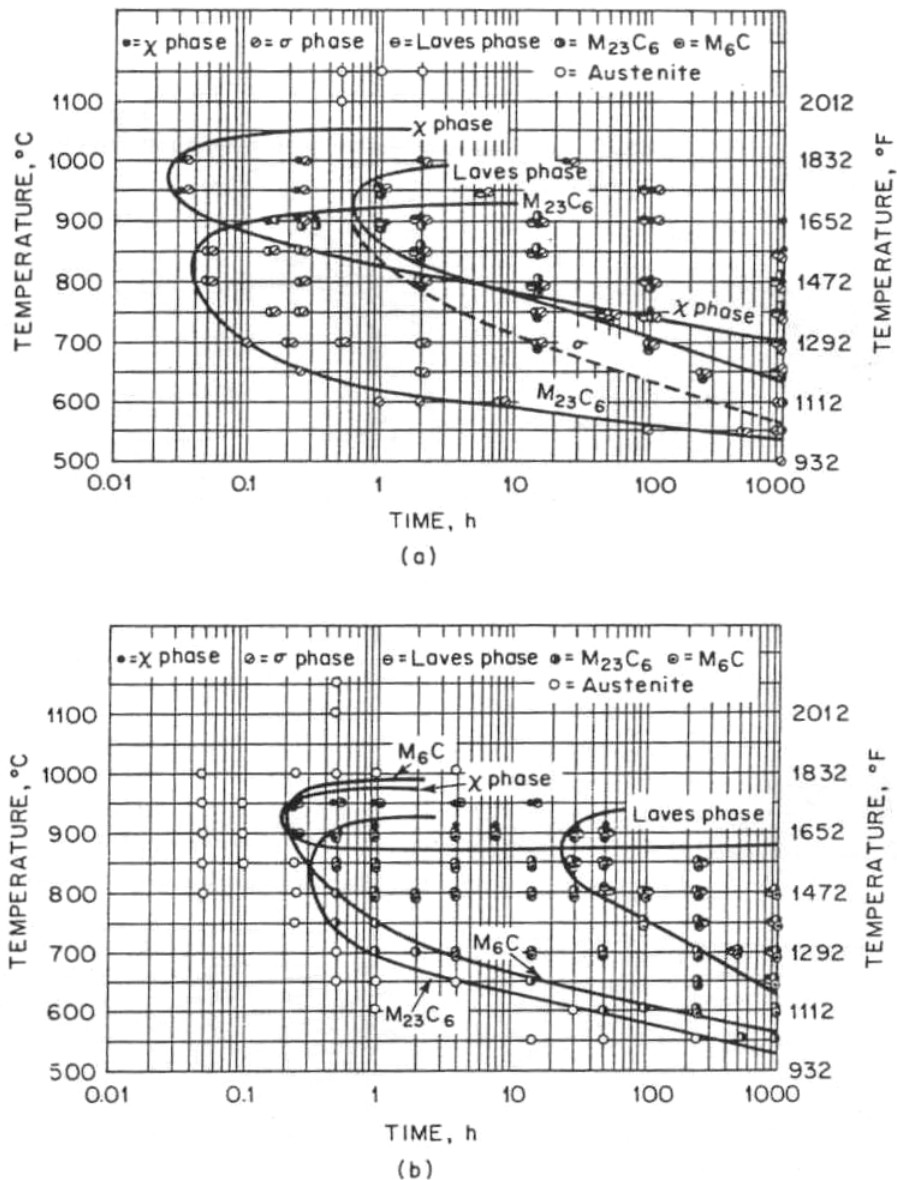 •=χ phase ⊘=σ phase ⊖=Laves phase ◑=M23C6 ⊜=M6C
○=Austenite
TEMPERATURE, °C
1100
1000
900
800
700
600
500
χ phase
Laves phase
M23C6
χ phase
σ
M23C6
2012
1832
1652
1472
1292
1112
932
TEMPERATURE, °F
0.01 0.1 1 10 100 1000
TIME, h
(a)
•=χ phase ⊘=σ phase ⊖=Laves phase ◑=M23C6 ⊜=M6C
○=Austenite
TEMPERATURE, °C
1100
1000
900
800
700
600
500
M6C
χ phase
Laves phase
M6C
M23C6
2012
1832
1652
1472
1292
1112
932
TEMPERATURE, °F
0.01 0.1 1 10 100 1000
TIME, h
(b)